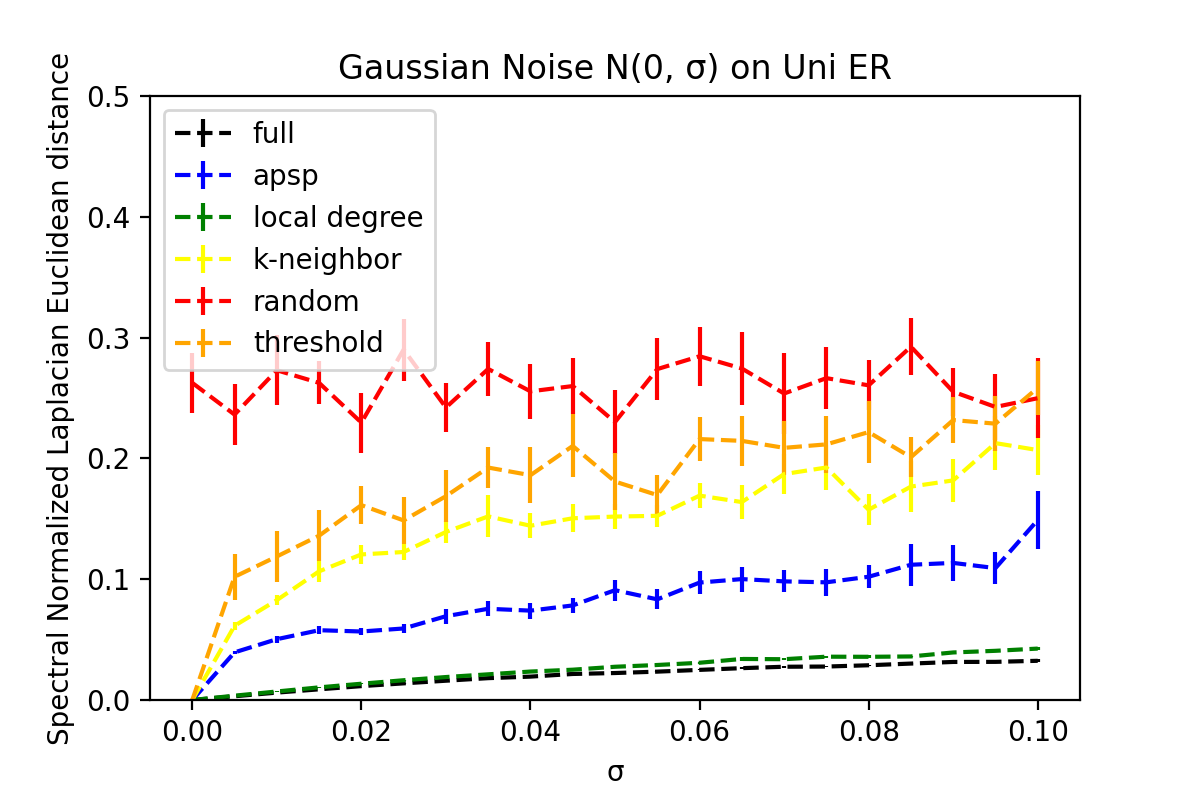 Gaussian Noise N(0, σ) on Uni ER
Spectral Normalized Laplacian Euclidean distance
0.5
0.4
0.3
0.2
0.1
0.0
full
apsp
local degree
k-neighbor
random
threshold
0.00 0.02 0.04 0.06 0.08 0.10
σ